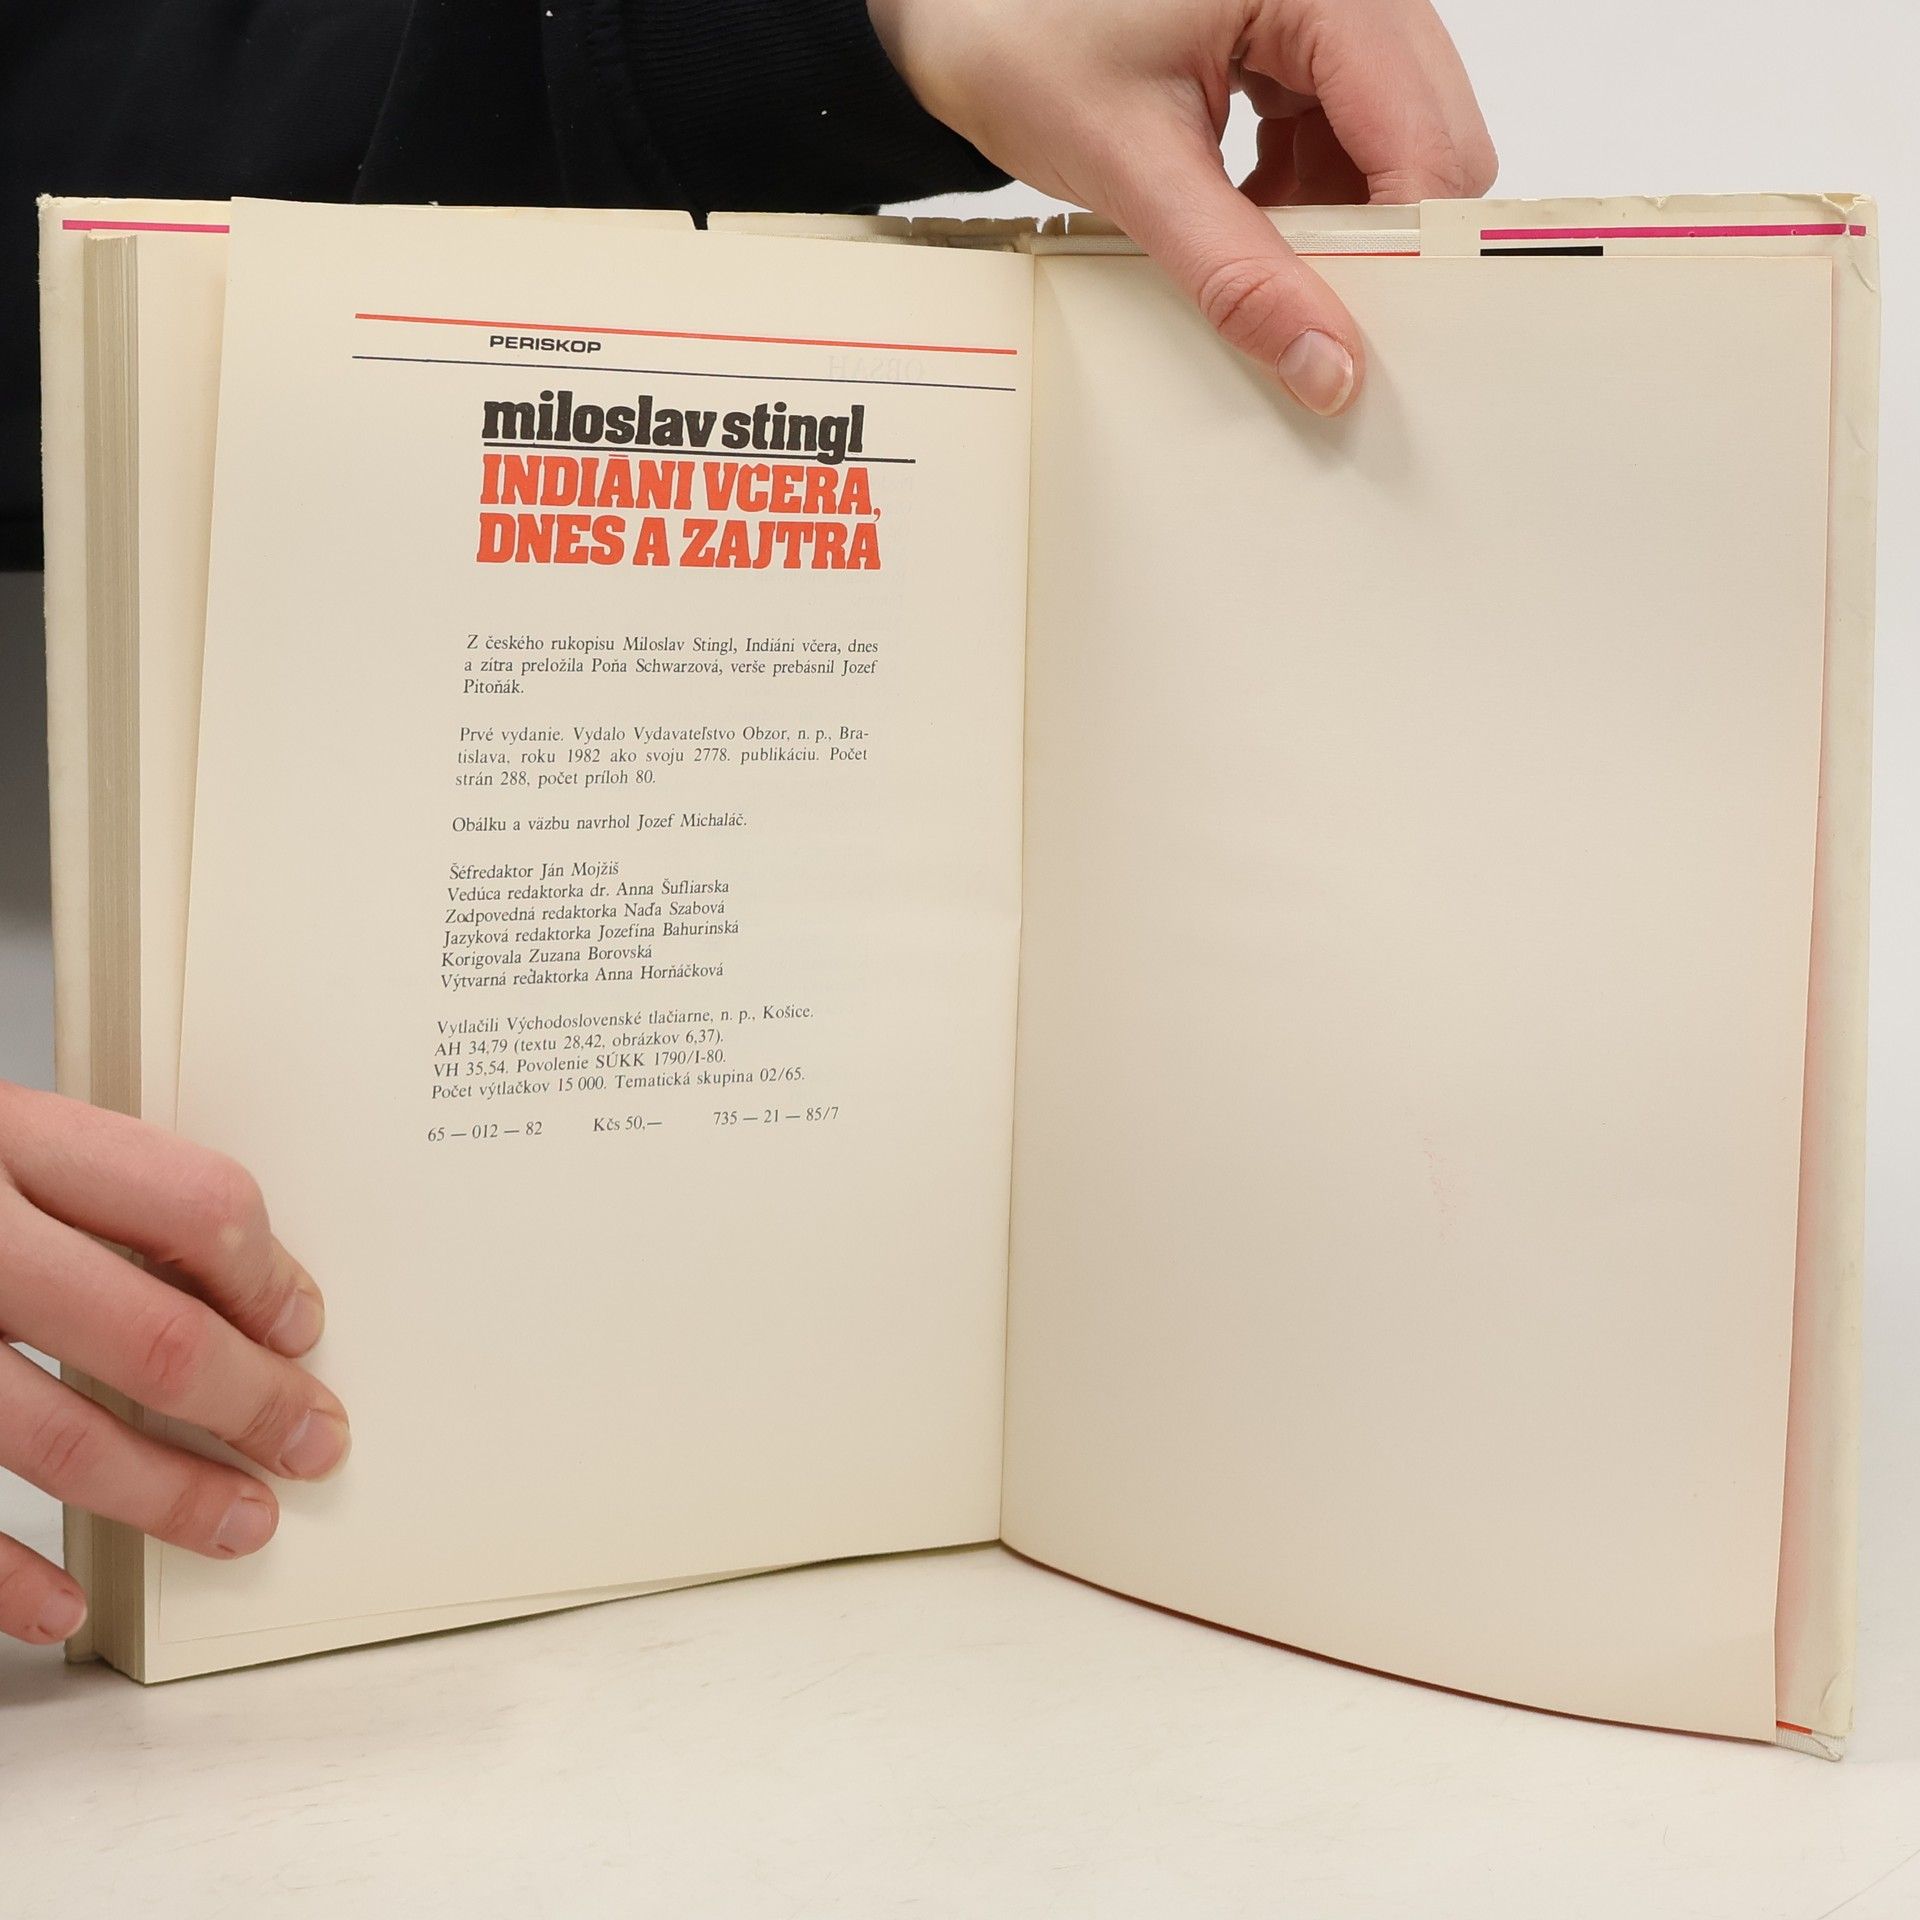 PERISKOP
miloslav stingl
INDIÁNI VČERA,
DNES A ZAJTRA
Z českého rukopisu Miloslav Stingl, Indiáni včera, dnes
a zítra preložila Poňa Schwarzová, verše prebásnil Jozef
Pitoňák.
Prvé vydanie. Vydalo Vydavateľstvo Obzor, n. p., Bra-
tislava, roku 1982 ako svoju 2778. publikáciu. Počet
strán 288, počet príloh 80.
Obálku a väzbu navrhol Jozef Michaláč.
Šéfredaktor Ján Mojžiš
Vedúca redaktorka dr. Anna Šufliarska
Zodpovedná redaktorka Naďa Szabová
Jazyková redaktorka Jozefína Bahurinská
Korigovala Zuzana Borovská
Výtvarná redaktorka Anna Horňáčková
Vytlačili Východoslovenské tlačiarne, n. p., Košice.
AH 34,79 (textu 28,42, obrázkov 6,37).
VH 35,54. Povolenie SÚKK 1790/I-80.
Počet výtlačkov 15 000. Tematická skupina 02/65.
65 — 012 — 82 Kčs 50,— 735 — 21 — 85/7